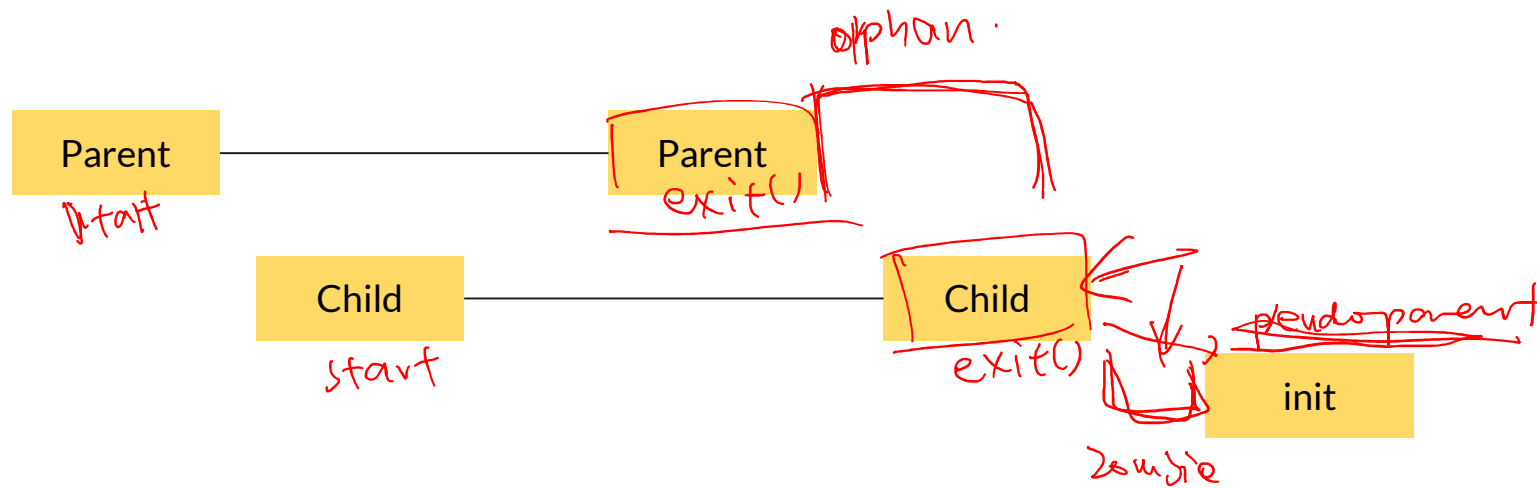 orphan.
Parent
Parent
start
exit()
Child
Child
start
exit()
pseudoparent
init
zombie